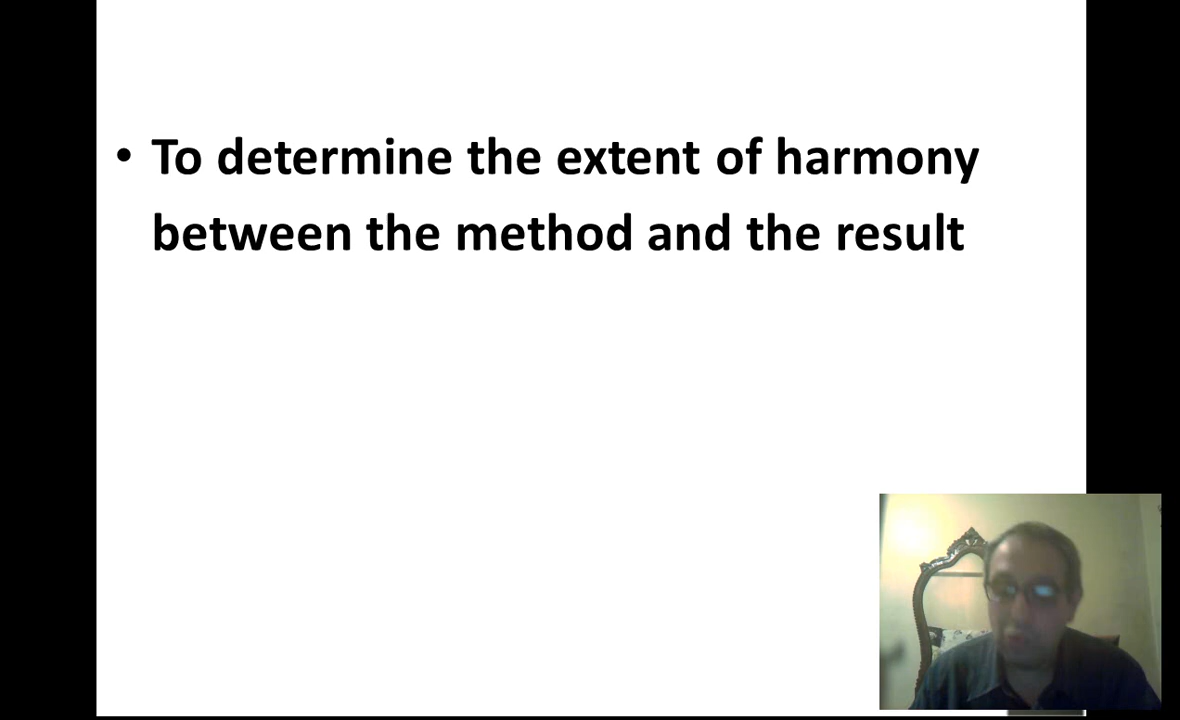 • To determine the extent of harmony
between the method and the result